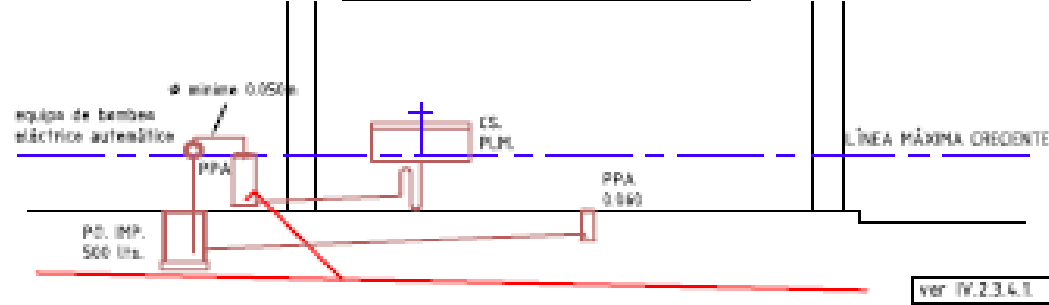 ø mínimo 0.050m
equipo de bombeo
eléctrico automático
CS.
P.L.M.
LÍNEA MÁXIMA CRECIENTE
PPA
PPA
0.060
PO. IMP.
500 lts.
ver IV.2.3.4.1.